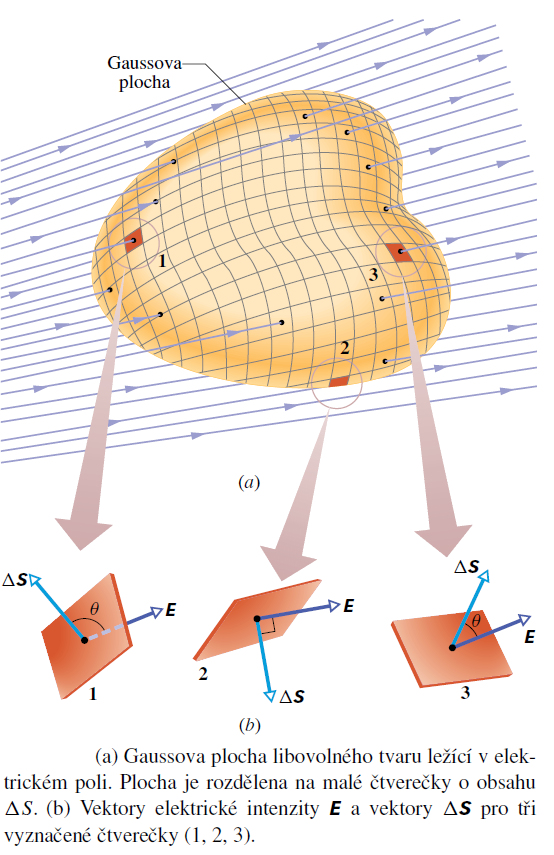 Gaussova
plocha
1
3
2
(a)
ΔS
θ
E
1
E
2
ΔS
ΔS
θ
E
3
(b)
(a) Gaussova plocha libovolného tvaru ležící v elek-
trickém poli. Plocha je rozdělena na malé čtverečky o obsahu
ΔS. (b) Vektory elektrické intenzity E a vektory ΔS pro tři
vyznačené čtverečky (1, 2, 3).